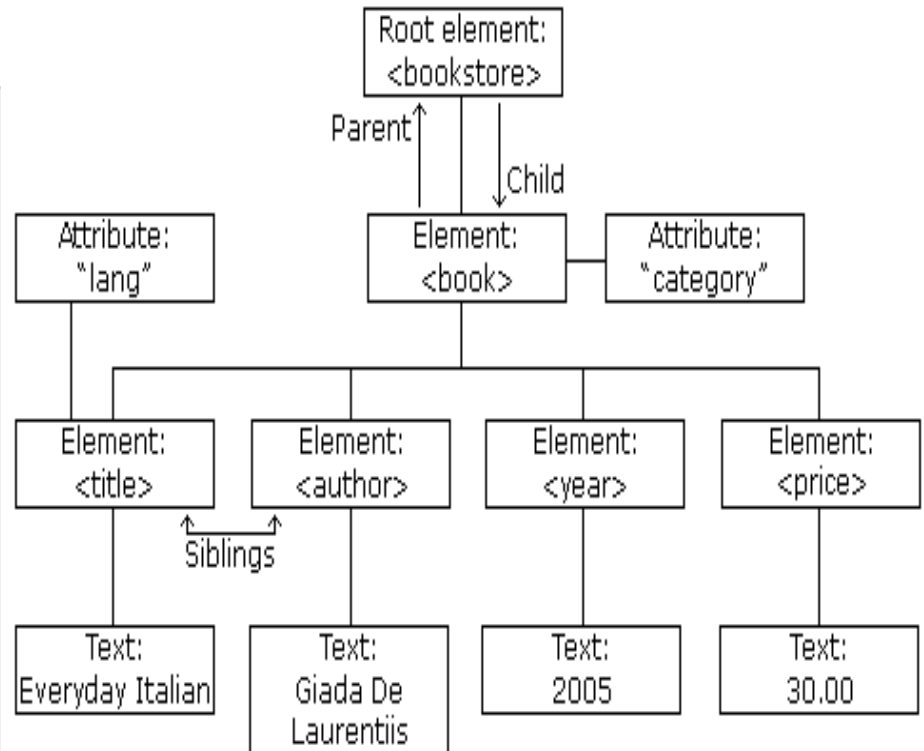 Root element:
<bookstore>
Parent
Child
Attribute:
"lang"
Element:
<book>
Attribute:
"category"
Element:
<title>
Element:
<author>
Element:
<year>
Element:
<price>
Siblings
Text:
Everyday Italian
Text:
Giada De
Laurentiis
Text:
2005
Text:
30.00